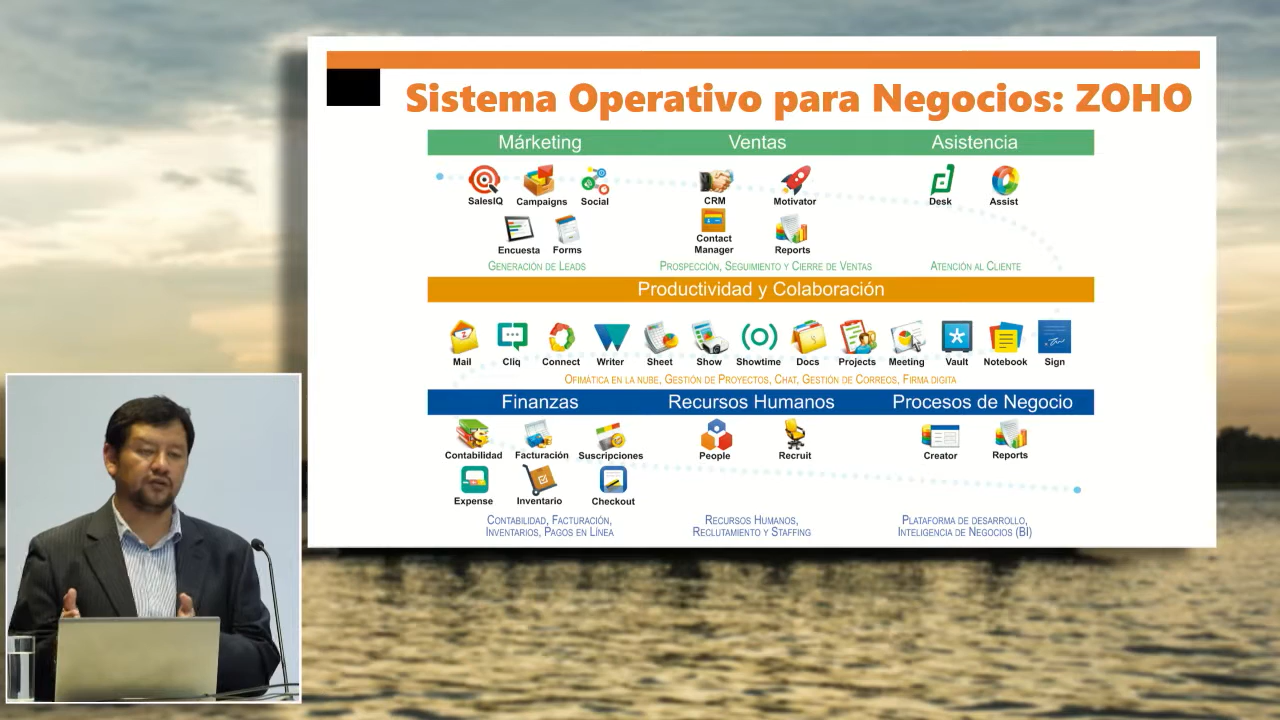 Sistema Operativo para Negocios: ZOHO
Márketing Ventas Asistencia
SalesIQ Campaigns Social CRM Motivator Desk Assist
Encuesta Forms Contact Manager Reports
Generación de Leads Prospección, Seguimiento y Cierre de Ventas Atención al Cliente
Productividad y Colaboración
Mail Cliq Connect Writer Sheet Show Showtime Docs Projects Meeting Vault Notebook Sign
Ofimática en la nube, Gestión de Proyectos, Chat, Gestión de Correos, Firma digita
Finanzas Recursos Humanos Procesos de Negocio
Contabilidad Facturación Suscripciones People Recruit Creator Reports
Expense Inventario Checkout
Contabilidad, Facturación, Recursos Humanos, Plataforma de desarrollo,
Inventarios, Pagos en Línea Reclutamiento y Staffing Inteligencia de Negocios (BI)